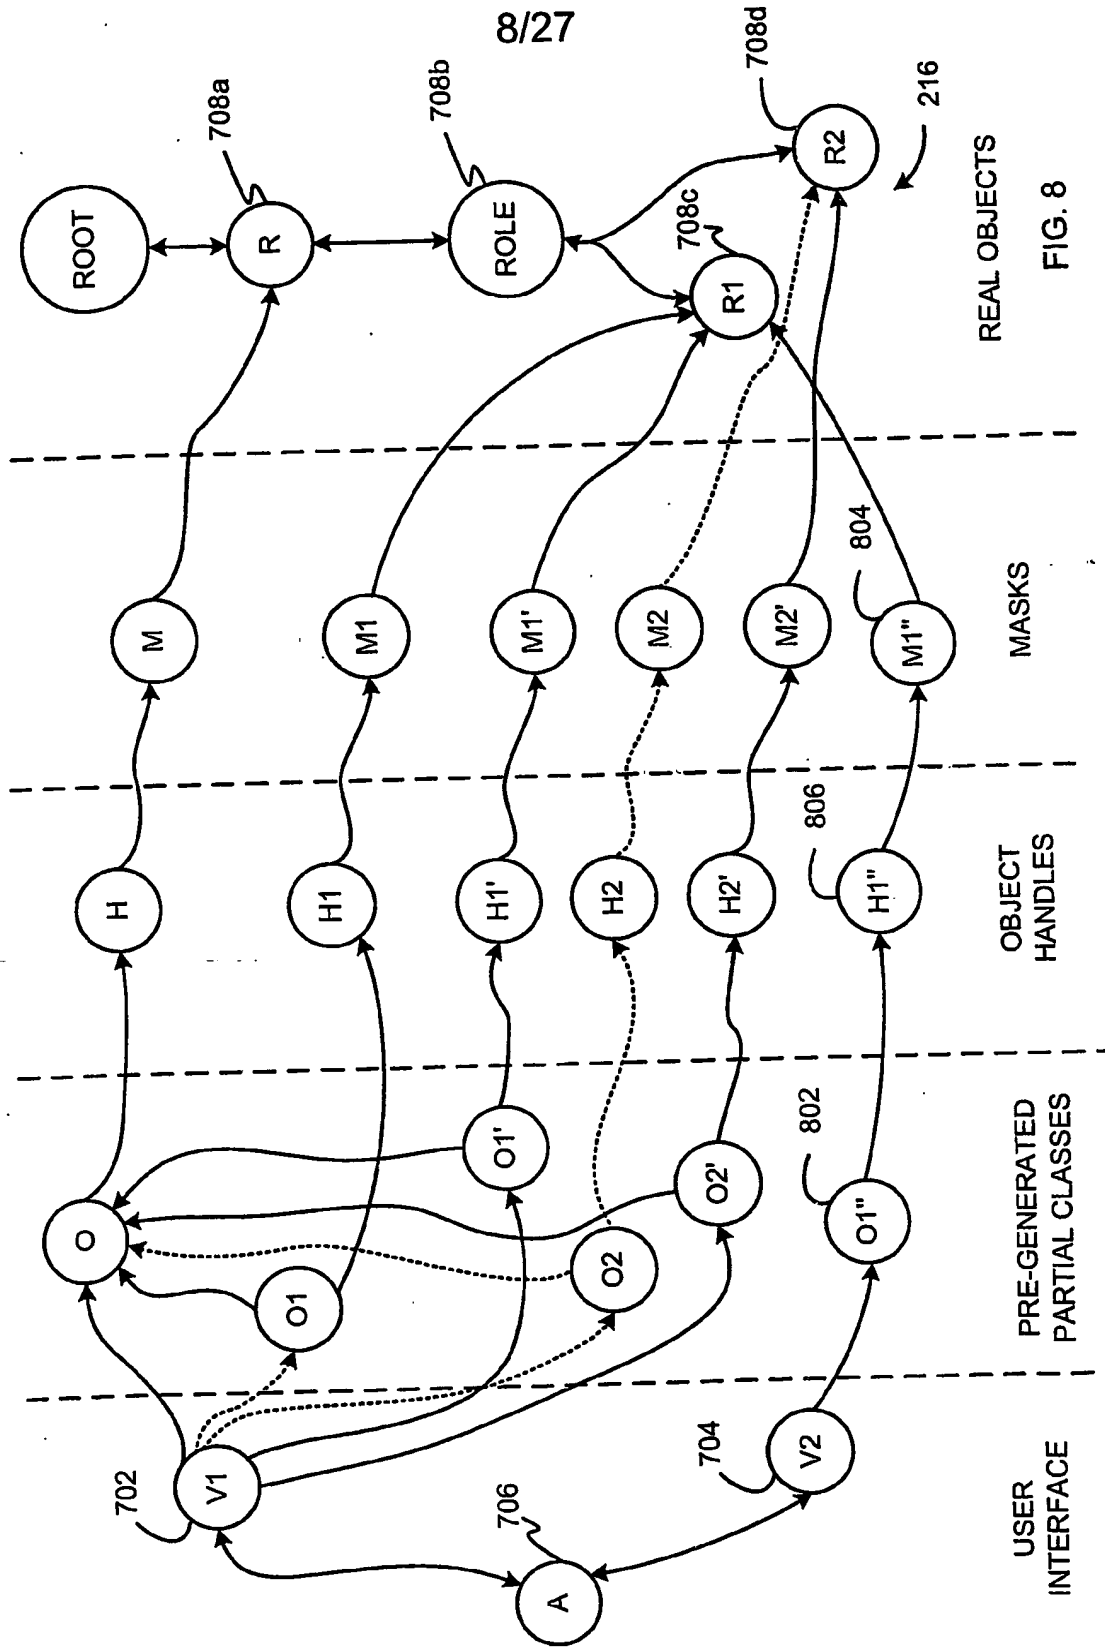 8/27
ROOT
R
708a
ROLE
708b
R1
708c
R2
708d
216
REAL OBJECTS
FIG. 8
M
M1
M1'
M2
M2'
M1"
804
MASKS
H
H1
H1'
H2
H2'
H1"
806
OBJECT
HANDLES
O
O1
O1'
O2
O2'
O1"
802
PRE-GENERATED
PARTIAL CLASSES
V1
702
A
706
V2
704
USER
INTERFACE